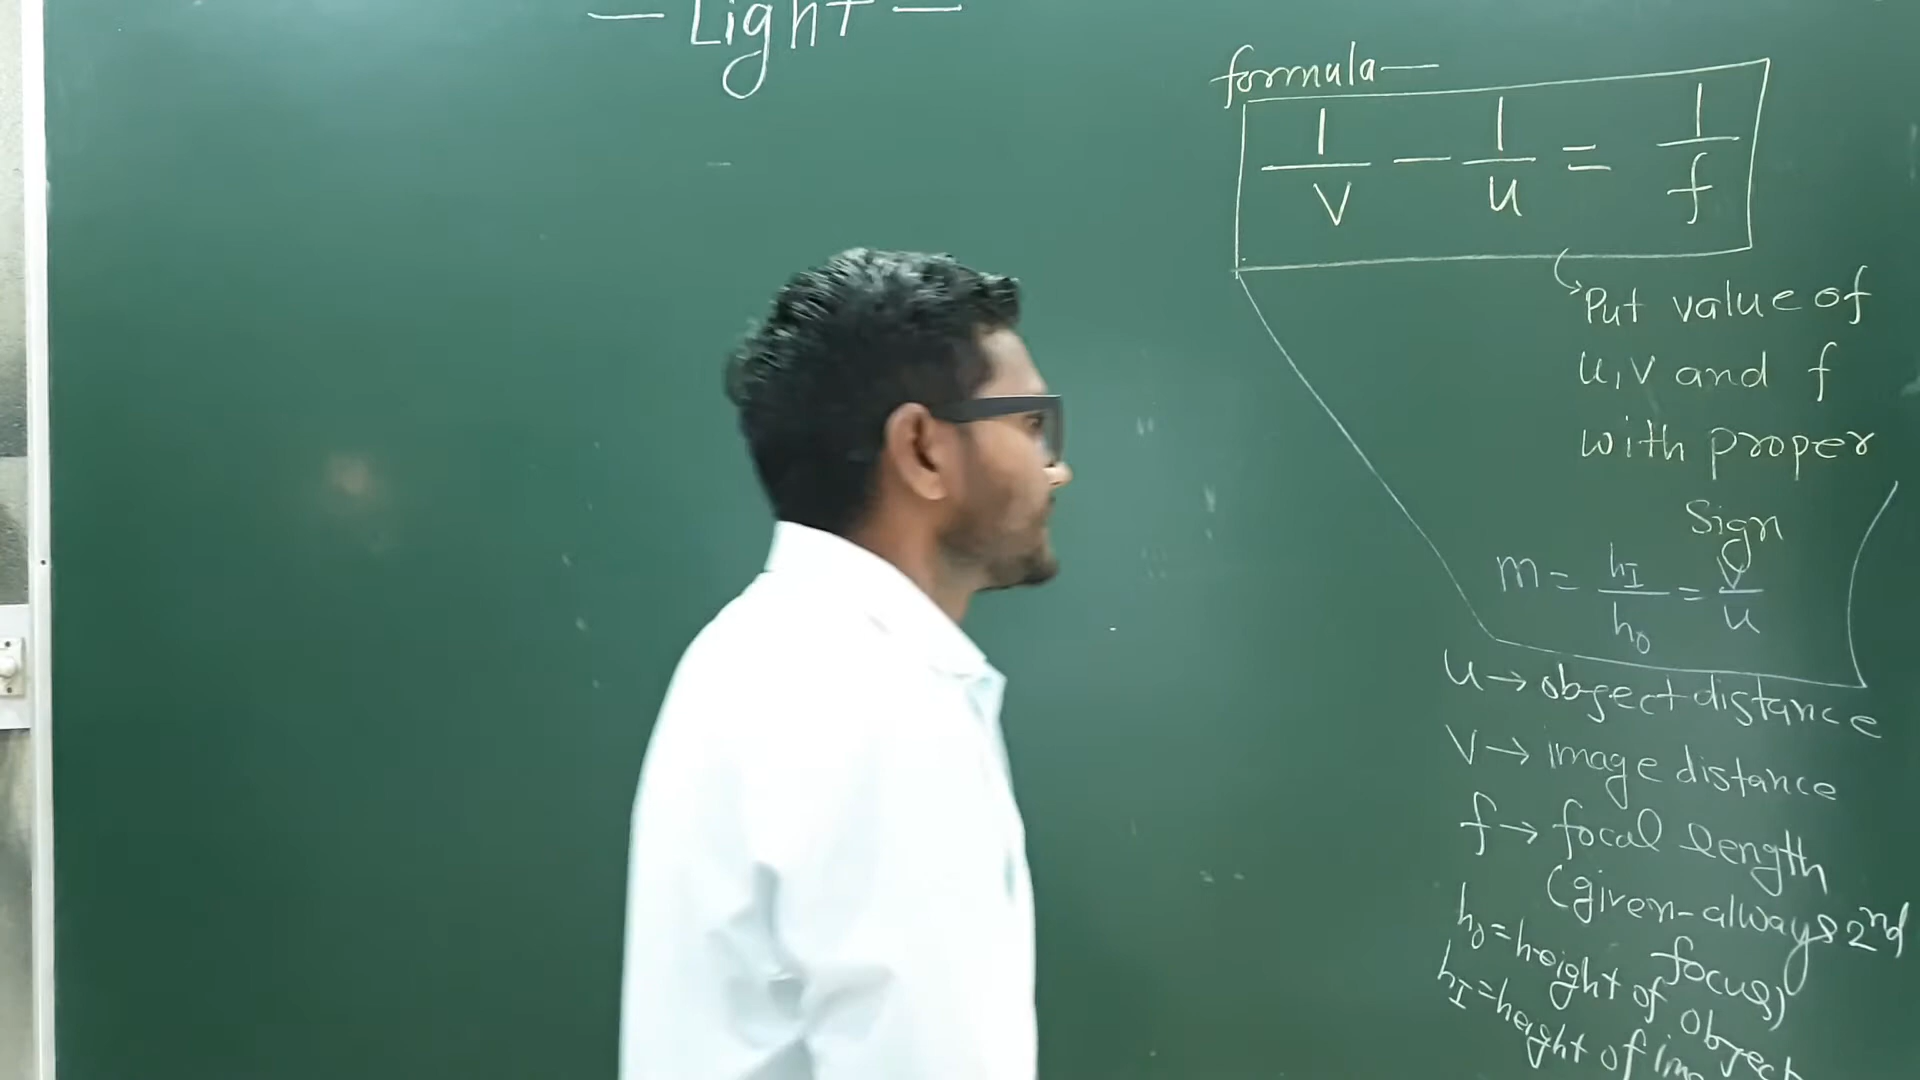 — Light —
formula —
1/v - 1/u = 1/f
Put value of
u, v and f
with proper
Sign
m = hI/ho = v/u
u → object distance
v → image distance
f → focal length
(given-always 2nd
focus)
ho = height of object
hI = height of